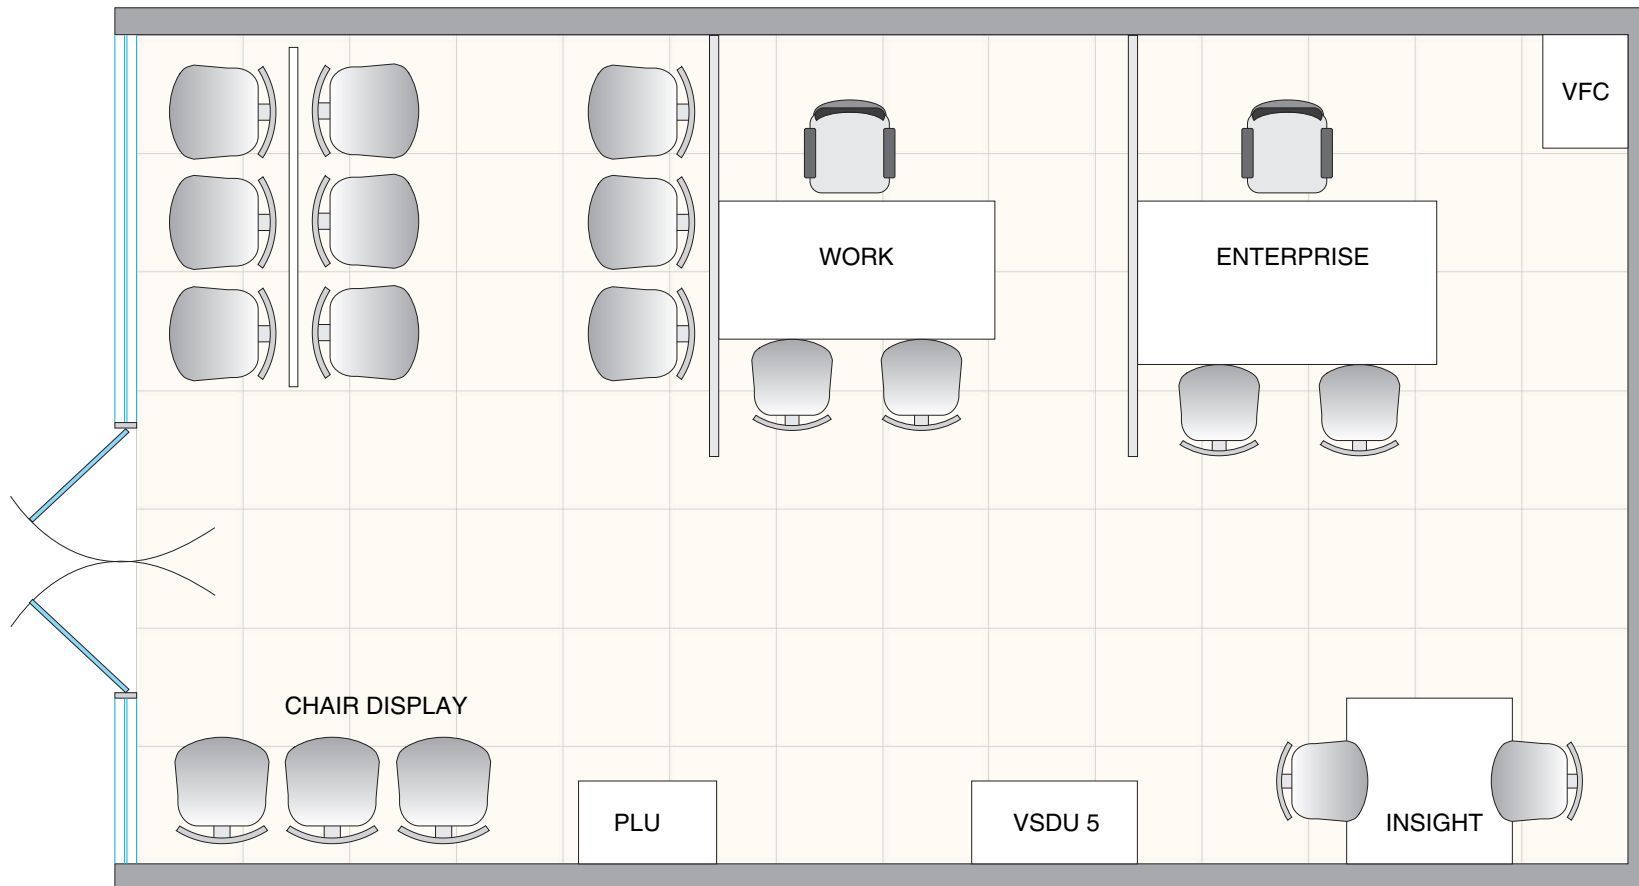 VFC
WORK
ENTERPRISE
CHAIR DISPLAY
PLU
VSDU 5
INSIGHT